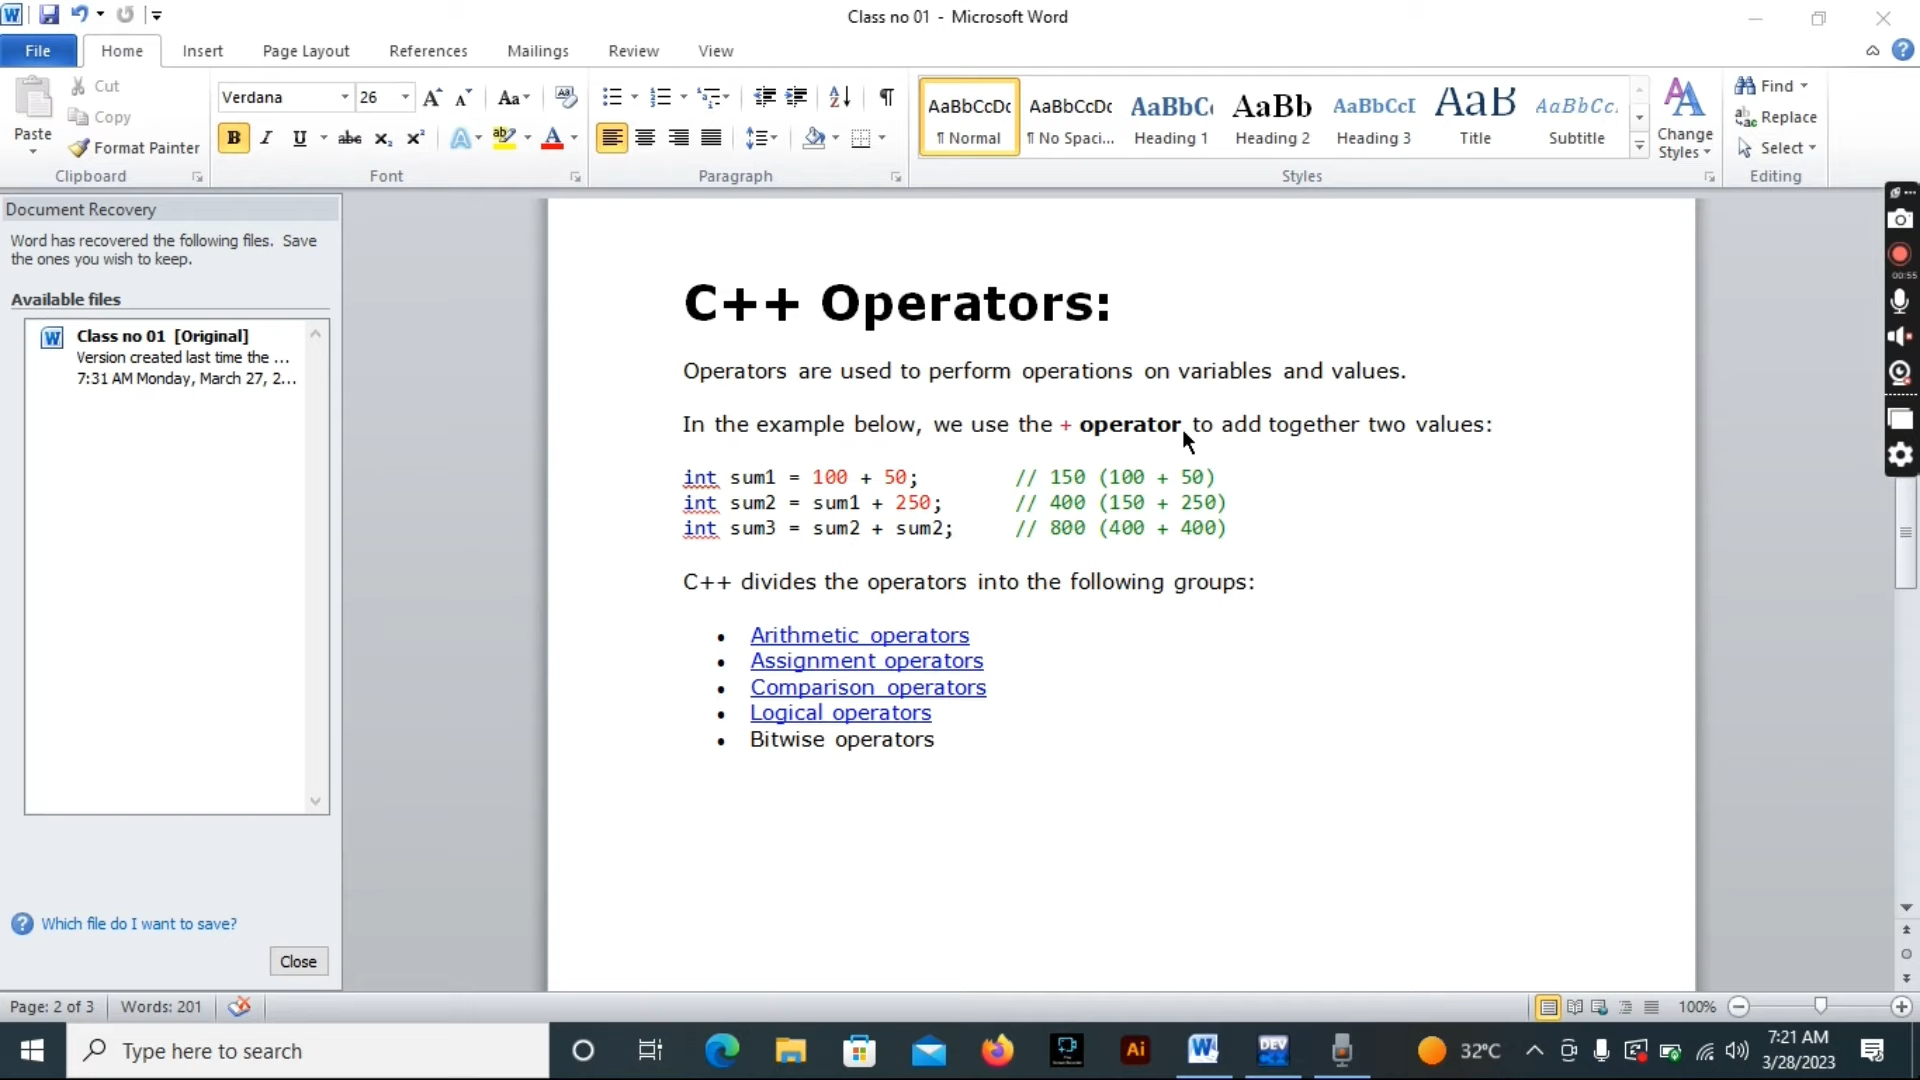 Class no 01 - Microsoft Word
File Home Insert Page Layout References Mailings Review View
Paste
Cut
Copy
Format Painter
Clipboard
Verdana 26
Font
Paragraph
AaBbCcDc AaBbCcDc AaBbC AaBb AaBbCcI AaB AaBbCc.
¶ Normal ¶ No Spaci... Heading 1 Heading 2 Heading 3 Title Subtitle
Change
Styles
Styles
Find
Replace
Select
Editing
Document Recovery
Word has recovered the following files. Save
the ones you wish to keep.
Available files
Class no 01 [Original]
Version created last time the ...
7:31 AM Monday, March 27, 2...
Which file do I want to save?
Close
C++ Operators:
Operators are used to perform operations on variables and values.
In the example below, we use the + operator to add together two values:
int sum1 = 100 + 50; // 150 (100 + 50)
int sum2 = sum1 + 250; // 400 (150 + 250)
int sum3 = sum2 + sum2; // 800 (400 + 400)
C++ divides the operators into the following groups:
• Arithmetic operators
• Assignment operators
• Comparison operators
• Logical operators
• Bitwise operators
00:55
Page: 2 of 3 Words: 201
100%
Type here to search
Ai
DEV
32°C
7:21 AM
3/28/2023